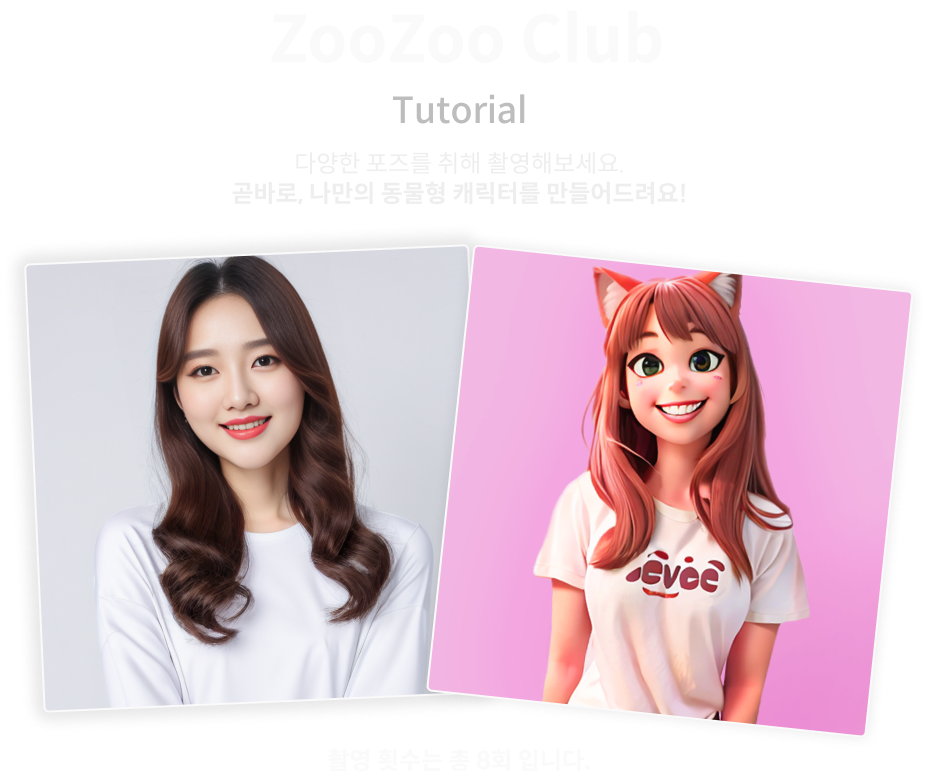 ZooZoo Club
Tutorial
다양한 포즈를 취해 촬영해보세요.
곧바로, 나만의 동물형 캐릭터를 만들어드려요!
evee
촬영 횟수는 총 8회 입니다.